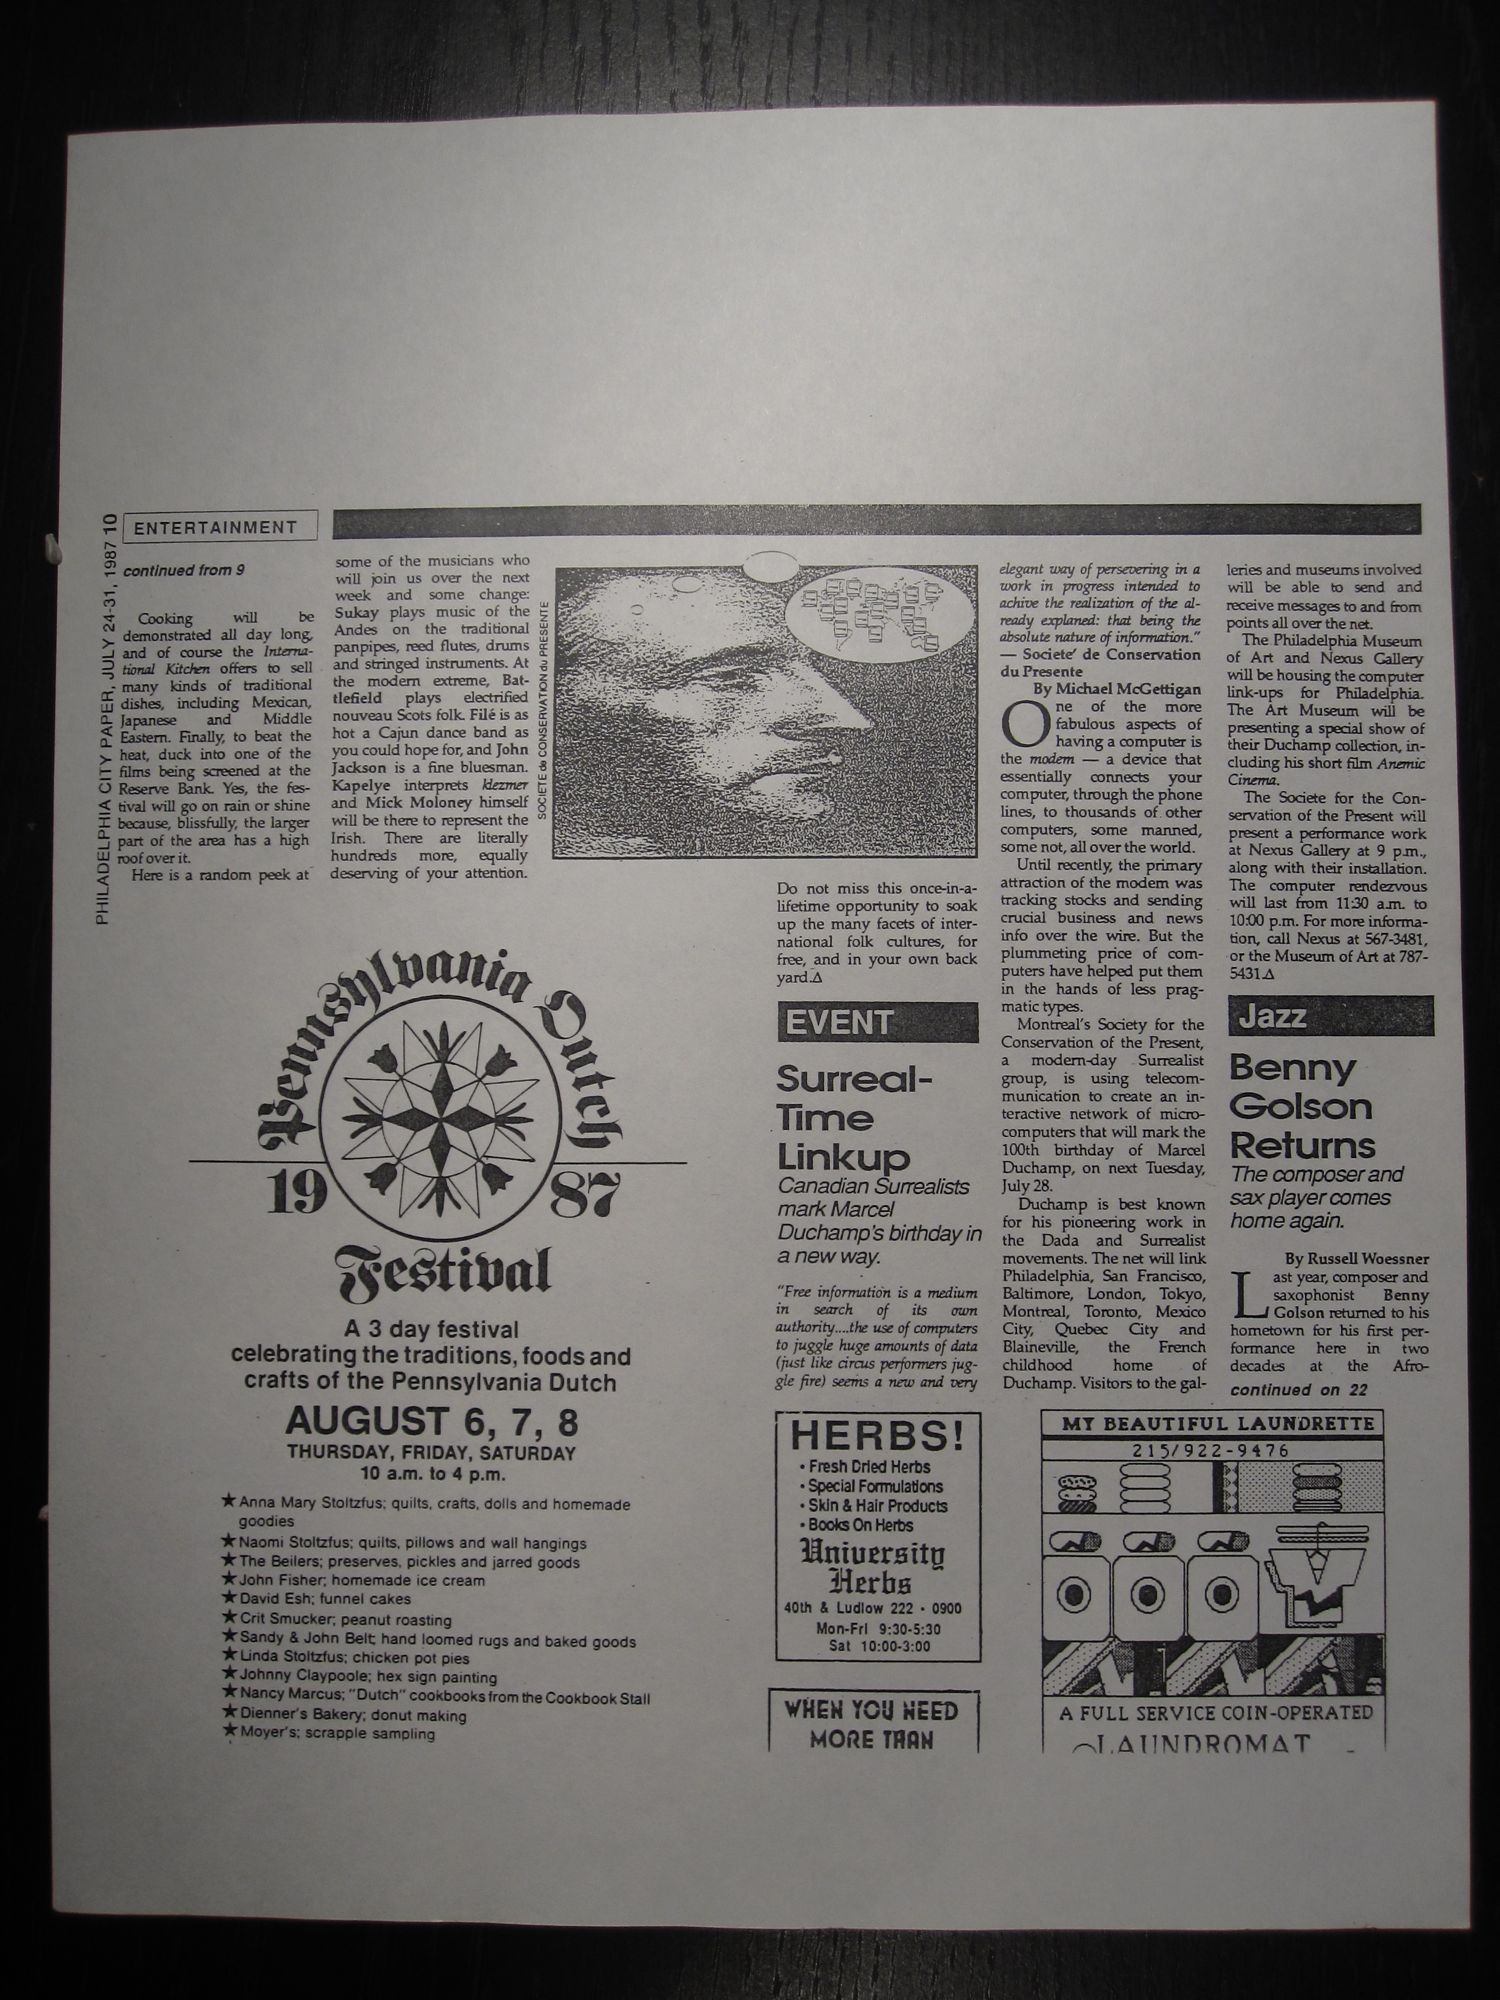 PHILADELPHIA CITY PAPER, JULY 24-31, 1987 10
ENTERTAINMENT
continued from 9
Cooking will be
demonstrated all day long,
and of course the Interna-
tional Kitchen offers to sell
many kinds of traditional
dishes, including Mexican,
Japanese and Middle
Eastern. Finally, to beat the
heat, duck into one of the
films being screened at the
Reserve Bank. Yes, the fes-
tival will go on rain or shine
because, blissfully, the larger
part of the area has a high
roof over it.
Here is a random peek at
some of the musicians who
will join us over the next
week and some change:
Sukay plays music of the
Andes on the traditional
panpipes, reed flutes, drums
and stringed instruments. At
the modern extreme, Bat-
tlefield plays electrified
nouveau Scots folk. Filé is as
hot a Cajun dance band as
you could hope for, and John
Jackson is a fine bluesman.
Kapelye interprets klezmer
and Mick Moloney himself
will be there to represent the
Irish. There are literally
hundreds more, equally
deserving of your attention.
SOCIETE de CONSERVATION du PRESENTE
Do not miss this once-in-a-
lifetime opportunity to soak
up the many facets of inter-
national folk cultures, for
free, and in your own back
yard.Δ
EVENT
Surreal-
Time
Linkup
Canadian Surrealists
mark Marcel
Duchamp's birthday in
a new way.
"Free information is a medium
in search of its own
authority....the use of computers
to juggle huge amounts of data
(just like circus performers jug-
gle fire) seems a new and very
elegant way of persevering in a
work in progress intended to
achive the realization of the al-
ready explaned: that being the
absolute nature of information."
— Societe' de Conservation
du Presente
By Michael McGettigan
One of the more
fabulous aspects of
having a computer is
the modem — a device that
essentially connects your
computer, through the phone
lines, to thousands of other
computers, some manned,
some not, all over the world.
Until recently, the primary
attraction of the modem was
tracking stocks and sending
crucial business and news
info over the wire. But the
plummeting price of com-
puters have helped put them
in the hands of less prag-
matic types.
Montreal's Society for the
Conservation of the Present,
a modern-day Surrealist
group, is using telecom-
munication to create an in-
teractive network of micro-
computers that will mark the
100th birthday of Marcel
Duchamp, on next Tuesday,
July 28.
Duchamp is best known
for his pioneering work in
the Dada and Surrealist
movements. The net will link
Philadelphia, San Francisco,
Baltimore, London, Tokyo,
Montreal, Toronto, Mexico
City, Quebec City and
Blaineville, the French
childhood home of
Duchamp. Visitors to the gal-
leries and museums involved
will be able to send and
receive messages to and from
points all over the net.
The Philadelphia Museum
of Art and Nexus Gallery
will be housing the computer
link-ups for Philadelphia.
The Art Museum will be
presenting a special show of
their Duchamp collection, in-
cluding his short film Anemic
Cinema.
The Societe for the Con-
servation of the Present will
present a performance work
at Nexus Gallery at 9 p.m.,
along with their installation.
The computer rendezvous
will last from 11:30 a.m. to
10:00 p.m. For more informa-
tion, call Nexus at 567-3481,
or the Museum of Art at 787-
5431Δ
Jazz
Benny
Golson
Returns
The composer and
sax player comes
home again.
By Russell Woessner
Last year, composer and
saxophonist Benny
Golson returned to his
hometown for his first per-
formance here in two
decades at the Afro-
continued on 22
Pennsylvania Dutch
1987
Festival
A 3 day festival
celebrating the traditions, foods and
crafts of the Pennsylvania Dutch
AUGUST 6, 7, 8
THURSDAY, FRIDAY, SATURDAY
10 a.m. to 4 p.m.
★ Anna Mary Stoltzfus; quilts, crafts, dolls and homemade
goodies
★ Naomi Stoltzfus; quilts, pillows and wall hangings
★ The Beilers; preserves, pickles and jarred goods
★ John Fisher; homemade ice cream
★ David Esh; funnel cakes
★ Crit Smucker; peanut roasting
★ Sandy & John Belt; hand loomed rugs and baked goods
★ Linda Stoltzfus; chicken pot pies
★ Johnny Claypoole; hex sign painting
★ Nancy Marcus; "Dutch" cookbooks from the Cookbook Stall
★ Dienner's Bakery; donut making
★ Moyer's; scrapple sampling
HERBS!
• Fresh Dried Herbs
• Special Formulations
• Skin & Hair Products
• Books On Herbs
University
Herbs
40th & Ludlow 222 • 0900
Mon-Fri 9:30-5:30
Sat 10:00-3:00
WHEN YOU NEED
MORE THAN
MY BEAUTIFUL LAUNDRETTE
215/922-9476
A FULL SERVICE COIN-OPERATED
LAUNDROMAT